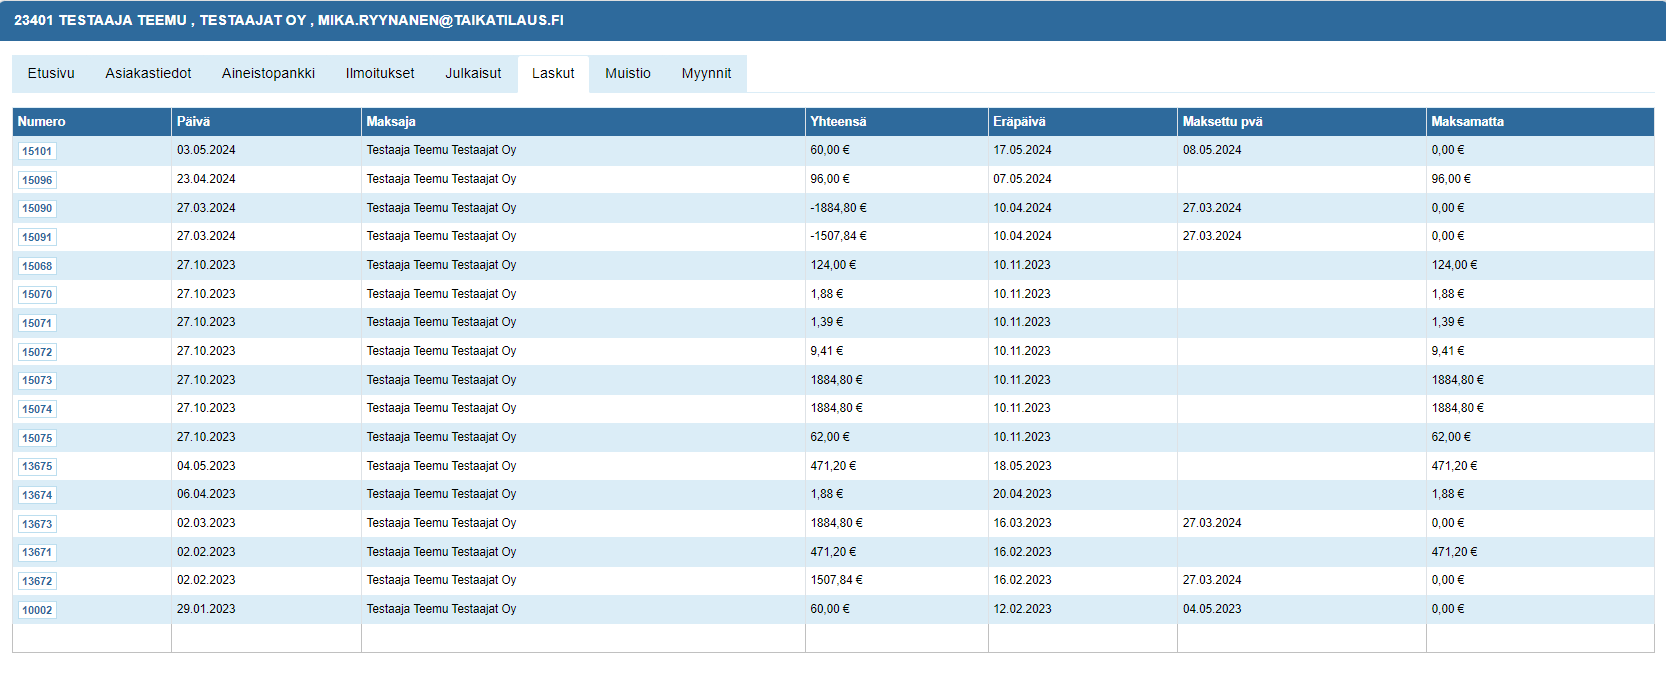 23401 TESTAAJA TEEMU , TESTAAJAT OY , MIKA.RYYNANEN@TAIKATILAUS.FI
Etusivu Asiakastiedot Aineistopankki Ilmoitukset Julkaisut Laskut Muistio Myynnit
Numero Päivä Maksaja Yhteensä Eräpäivä Maksettu pvä Maksamatta
15101 03.05.2024 Testaaja Teemu Testaajat Oy 60,00 € 17.05.2024 08.05.2024 0,00 €
15096 23.04.2024 Testaaja Teemu Testaajat Oy 96,00 € 07.05.2024 96,00 €
15090 27.03.2024 Testaaja Teemu Testaajat Oy -1884,80 € 10.04.2024 27.03.2024 0,00 €
15091 27.03.2024 Testaaja Teemu Testaajat Oy -1507,84 € 10.04.2024 27.03.2024 0,00 €
15068 27.10.2023 Testaaja Teemu Testaajat Oy 124,00 € 10.11.2023 124,00 €
15070 27.10.2023 Testaaja Teemu Testaajat Oy 1,88 € 10.11.2023 1,88 €
15071 27.10.2023 Testaaja Teemu Testaajat Oy 1,39 € 10.11.2023 1,39 €
15072 27.10.2023 Testaaja Teemu Testaajat Oy 9,41 € 10.11.2023 9,41 €
15073 27.10.2023 Testaaja Teemu Testaajat Oy 1884,80 € 10.11.2023 1884,80 €
15074 27.10.2023 Testaaja Teemu Testaajat Oy 1884,80 € 10.11.2023 1884,80 €
15075 27.10.2023 Testaaja Teemu Testaajat Oy 62,00 € 10.11.2023 62,00 €
13675 04.05.2023 Testaaja Teemu Testaajat Oy 471,20 € 18.05.2023 471,20 €
13674 06.04.2023 Testaaja Teemu Testaajat Oy 1,88 € 20.04.2023 1,88 €
13673 02.03.2023 Testaaja Teemu Testaajat Oy 1884,80 € 16.03.2023 27.03.2024 0,00 €
13671 02.02.2023 Testaaja Teemu Testaajat Oy 471,20 € 16.02.2023 471,20 €
13672 02.02.2023 Testaaja Teemu Testaajat Oy 1507,84 € 16.02.2023 27.03.2024 0,00 €
10002 29.01.2023 Testaaja Teemu Testaajat Oy 60,00 € 12.02.2023 04.05.2023 0,00 €